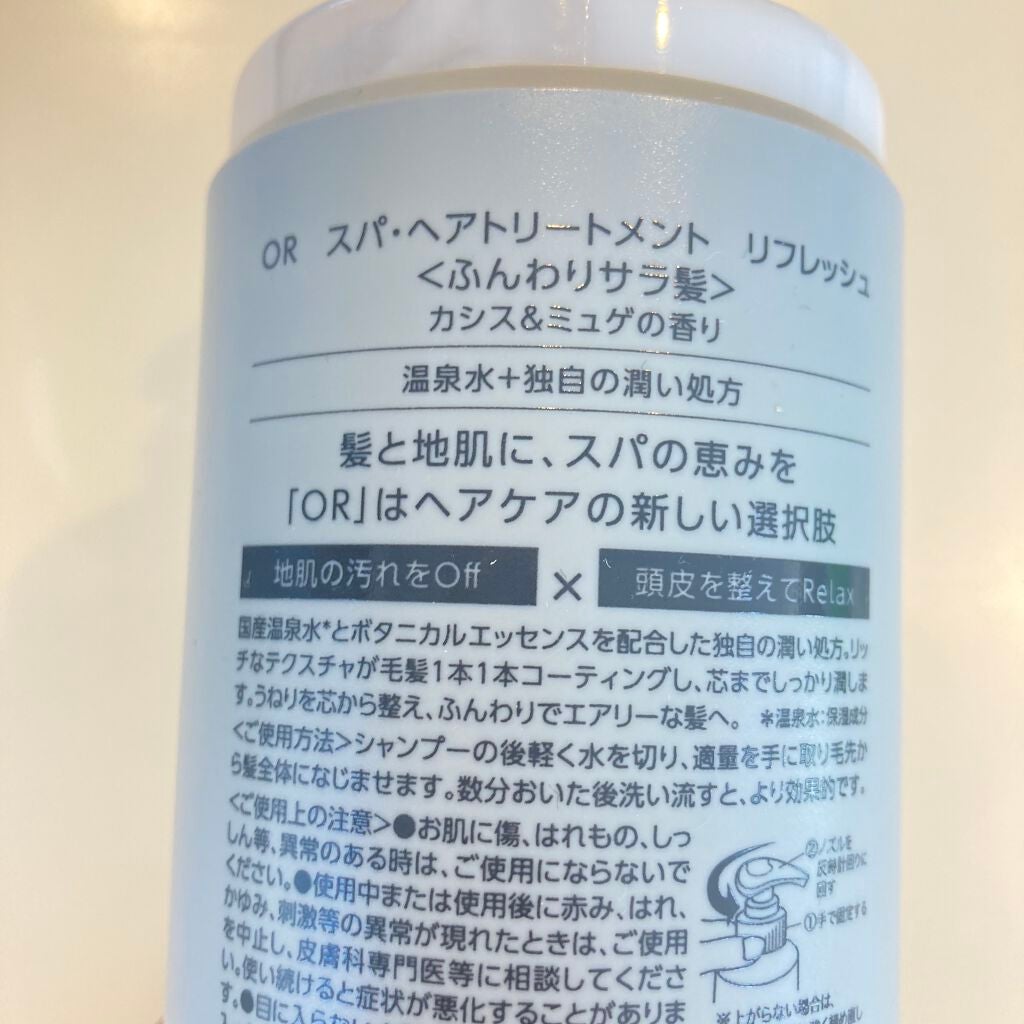 OR スパ・ヘアトリートメント リフレッシュ
<ふんわりサラ髪>
カシス&ミュゲの香り
温泉水+独自の潤い処方
髪と地肌に、スパの恵みを
「OR」はヘアケアの新しい選択肢
地肌の汚れをOff × 頭皮を整えてRelax
国産温泉水*とボタニカルエッセンスを配合した独自の潤い処方。リッ
チなテクスチャが毛髪1本1本コーティングし、芯までしっかり潤しま
す。うねりを芯から整え、ふんわりでエアリーな髪へ。 *温泉水:保湿成分
<ご使用方法>シャンプーの後軽く水を切り、適量を手に取り毛先か
ら髪全体になじませます。数分おいた後洗い流すと、より効果的です。
<ご使用上の注意>●お肌に傷、はれもの、しっ
しん等、異常のある時は、ご使用にならないで
ください。●使用中または使用後に赤み、はれ、
かゆみ、刺激等の異常が現れたときは、ご使用
を中止し、皮膚科専門医等に相談してくださ
い。使い続けると症状が悪化することがありま
す。●目に入らない
②ノズルを
反時計回りに
回す
①手で固定する
※上がらない場合は、